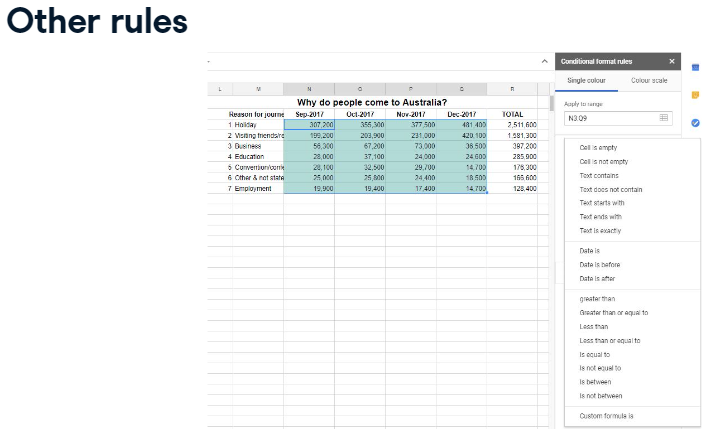 Other rules
Conditional format rules
Single colour Colour scale
Apply to range
N3:Q9
L M N O P Q R
Why do people come to Australia?
Reason for journe Sep-2017 Oct-2017 Nov-2017 Dec-2017 TOTAL
1 Holiday 307,200 355,300 377,500 481,400 2,511,600
2 Visiting friends/re 199,200 203,900 231,000 420,100 1,581,300
3 Business 56,300 67,200 73,000 36,500 397,200
4 Education 28,000 37,100 24,000 24,600 285,900
5 Convention/conf 28,100 32,500 29,700 14,700 176,300
6 Other & not state 25,000 25,800 24,400 18,500 166,600
7 Employment 19,900 19,400 17,400 14,700 128,400
Cell is empty
Cell is not empty
Text contains
Text does not contain
Text starts with
Text ends with
Text is exactly
Date is
Date is before
Date is after
greater than
Greater than or equal to
Less than
Less than or equal to
Is equal to
Is not equal to
Is between
Is not between
Custom formula is